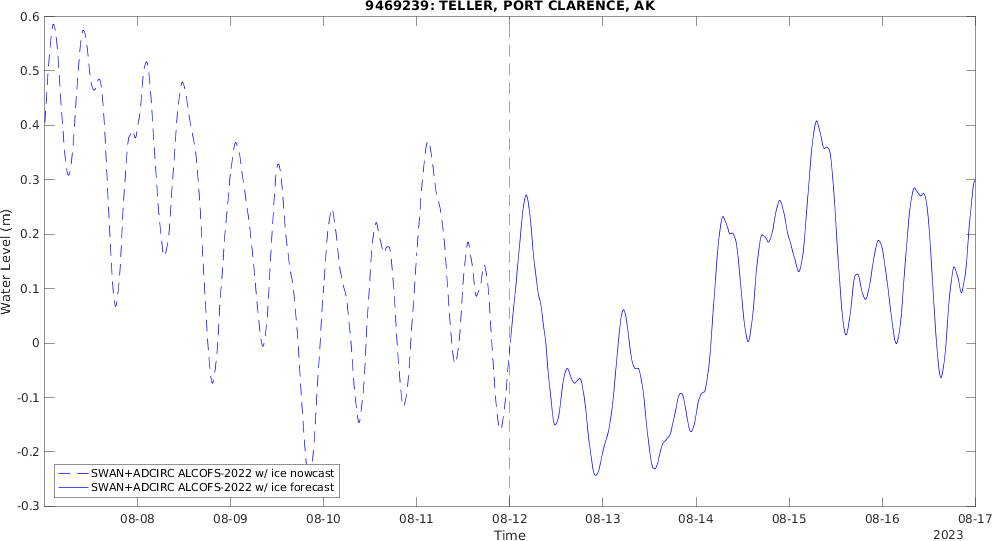 9469239: TELLER, PORT CLARENCE, AK
0.6
0.5
0.4
0.3
0.2
0.1
0
-0.1
-0.2
-0.3
Water Level (m)
SWAN+ADCIRC ALCOFS-2022 w/ ice nowcast
SWAN+ADCIRC ALCOFS-2022 w/ ice forecast
08-08 08-09 08-10 08-11 08-12 08-13 08-14 08-15 08-16 08-17
Time
2023